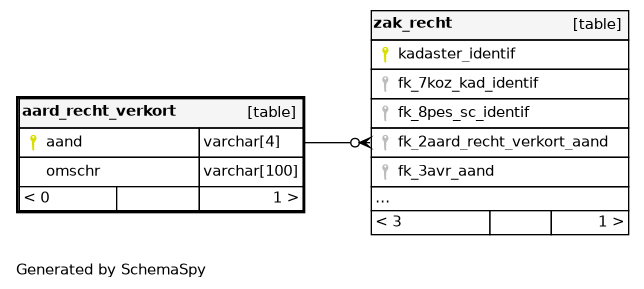 aard_recht_verkort [table]
aand varchar[4]
omschr varchar[100]
< 0 1 >
zak_recht [table]
kadaster_identif
fk_7koz_kad_identif
fk_8pes_sc_identif
fk_2aard_recht_verkort_aand
fk_3avr_aand
...
< 3 1 >
Generated by SchemaSpy